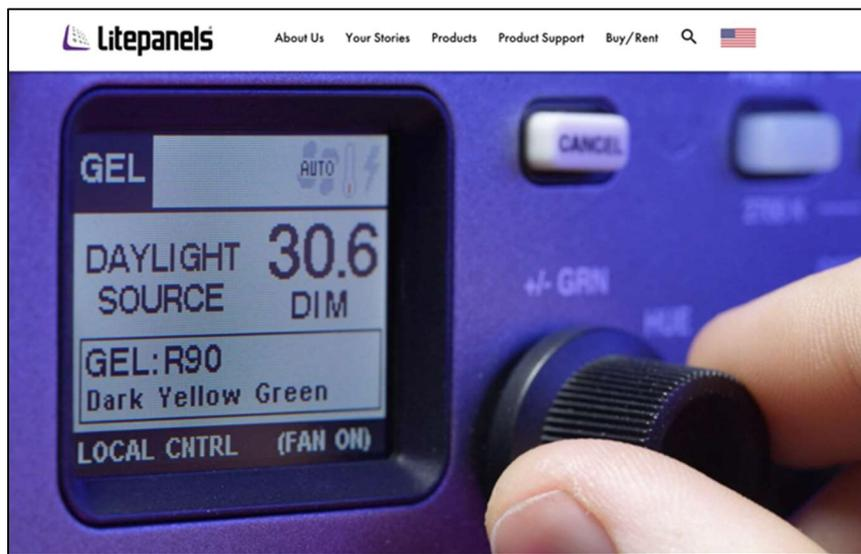 Litepanels
About Us Your Stories Products Product Support Buy/Rent
GEL
AUTO
CANCEL
DAYLIGHT 30.6
SOURCE DIM
+/- GRN
HUE
GEL:R90
Dark Yellow Green
LOCAL CNTRL (FAN ON)